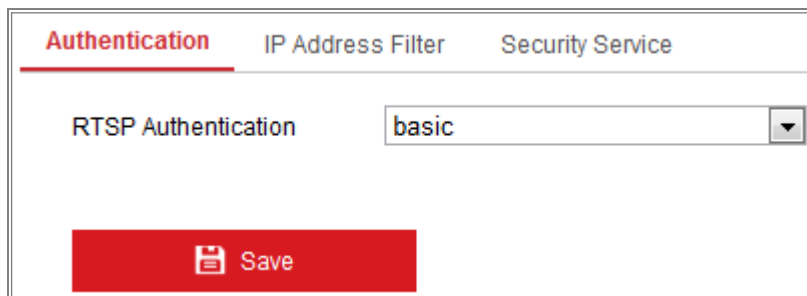 Authentication IP Address Filter Security Service
RTSP Authentication basic
Save